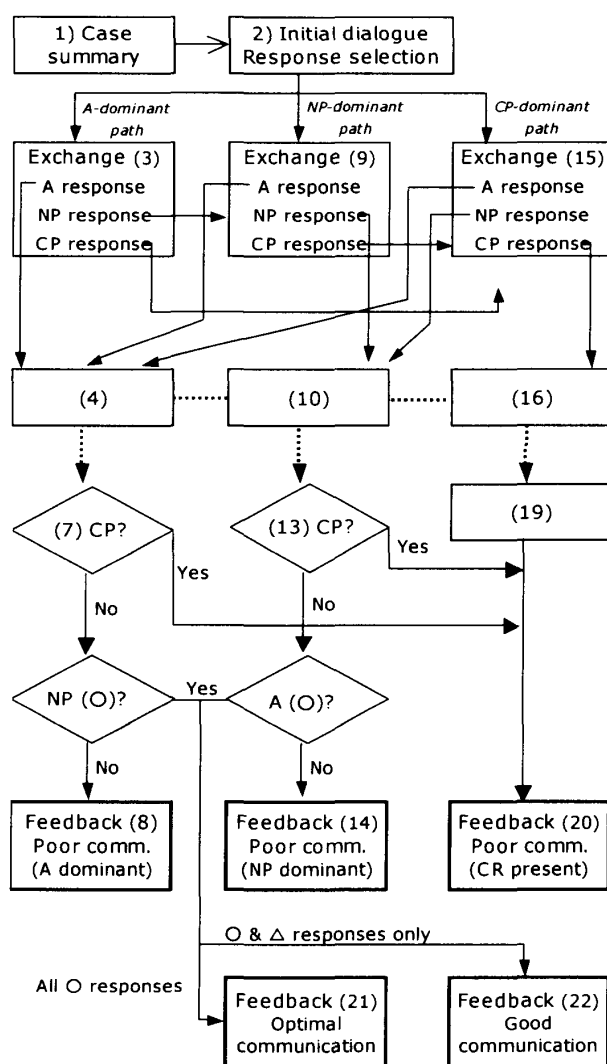 1) Case
summary
2) Initial dialogue
Response selection
A-dominant
path
NP-dominant
path
CP-dominant
path
Exchange (3)
A response
NP response
CP response
Exchange (9)
A response
NP response
CP response
Exchange (15)
A response
NP response
CP response
(4)
(10)
(16)
(7) CP?
(13) CP?
(19)
Yes
Yes
No
No
NP (○)?
Yes
A (○)?
No
No
Feedback (8)
Poor comm.
(A dominant)
Feedback (14)
Poor comm.
(NP dominant)
Feedback (20)
Poor comm.
(CR present)
○ & △ responses only
All ○ responses
Feedback (21)
Optimal
communication
Feedback (22)
Good
communication